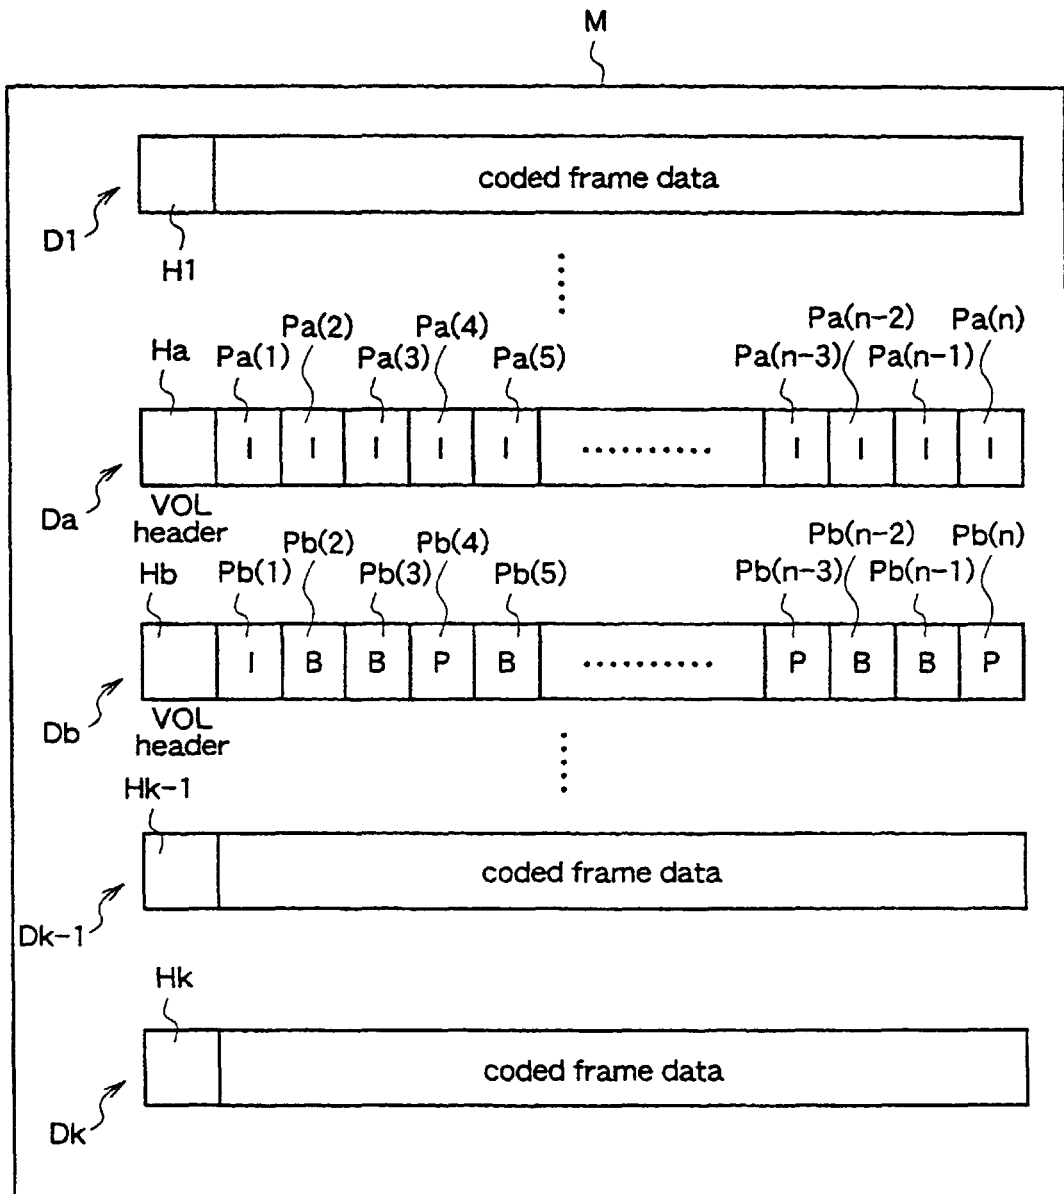 M
coded frame data
D1
H1
Pa(2) Pa(4) Pa(n-2) Pa(n)
Ha Pa(1) Pa(3) Pa(5) Pa(n-3) Pa(n-1)
I I I I I .......... I I I I
Da
VOL
header
Pb(2) Pb(4) Pb(n-2) Pb(n)
Hb Pb(1) Pb(3) Pb(5) Pb(n-3) Pb(n-1)
I B B P B .......... P B B P
Db
VOL
header
Hk-1
coded frame data
Dk-1
Hk
coded frame data
Dk